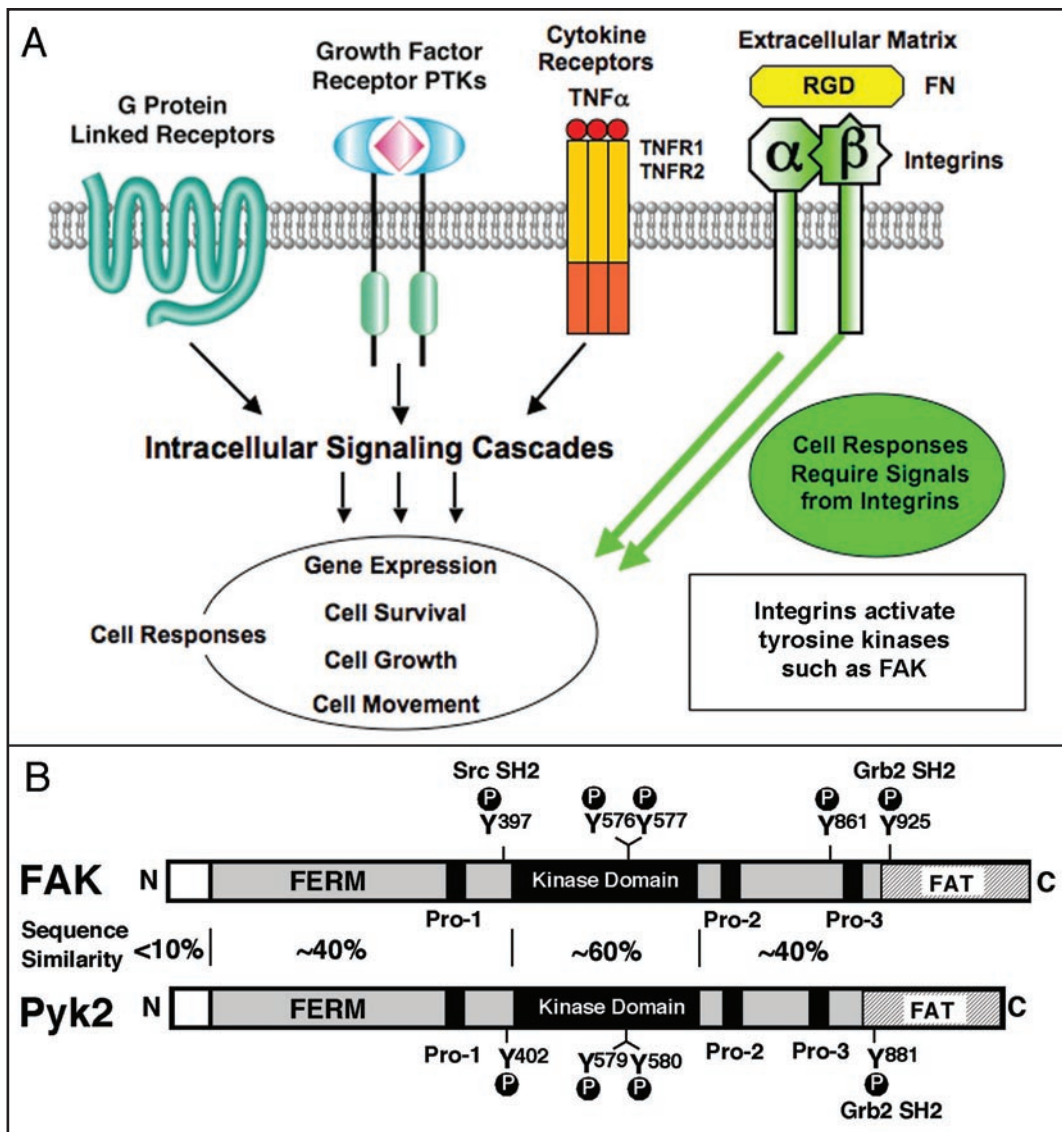 A
G Protein
Linked Receptors
Growth Factor
Receptor PTKs
Cytokine
Receptors
TNFα
TNFR1
TNFR2
Extracellular Matrix
RGD FN
α β Integrins
Intracellular Signaling Cascades
Cell Responses
Require Signals
from Integrins
Gene Expression
Cell Survival
Cell Responses
Cell Growth
Cell Movement
Integrins activate
tyrosine kinases
such as FAK
B
Src SH2 Grb2 SH2
P P P P P
Y397 Y576 Y577 Y861 Y925
FAK N FERM Kinase Domain FAT C
Pro-1 Pro-2 Pro-3
Sequence
Similarity <10% ~40% ~60% ~40%
Pyk2 N FERM Kinase Domain FAT C
Pro-1 Y402 Y579 Y580 Pro-2 Pro-3 Y881
P P P P
Grb2 SH2